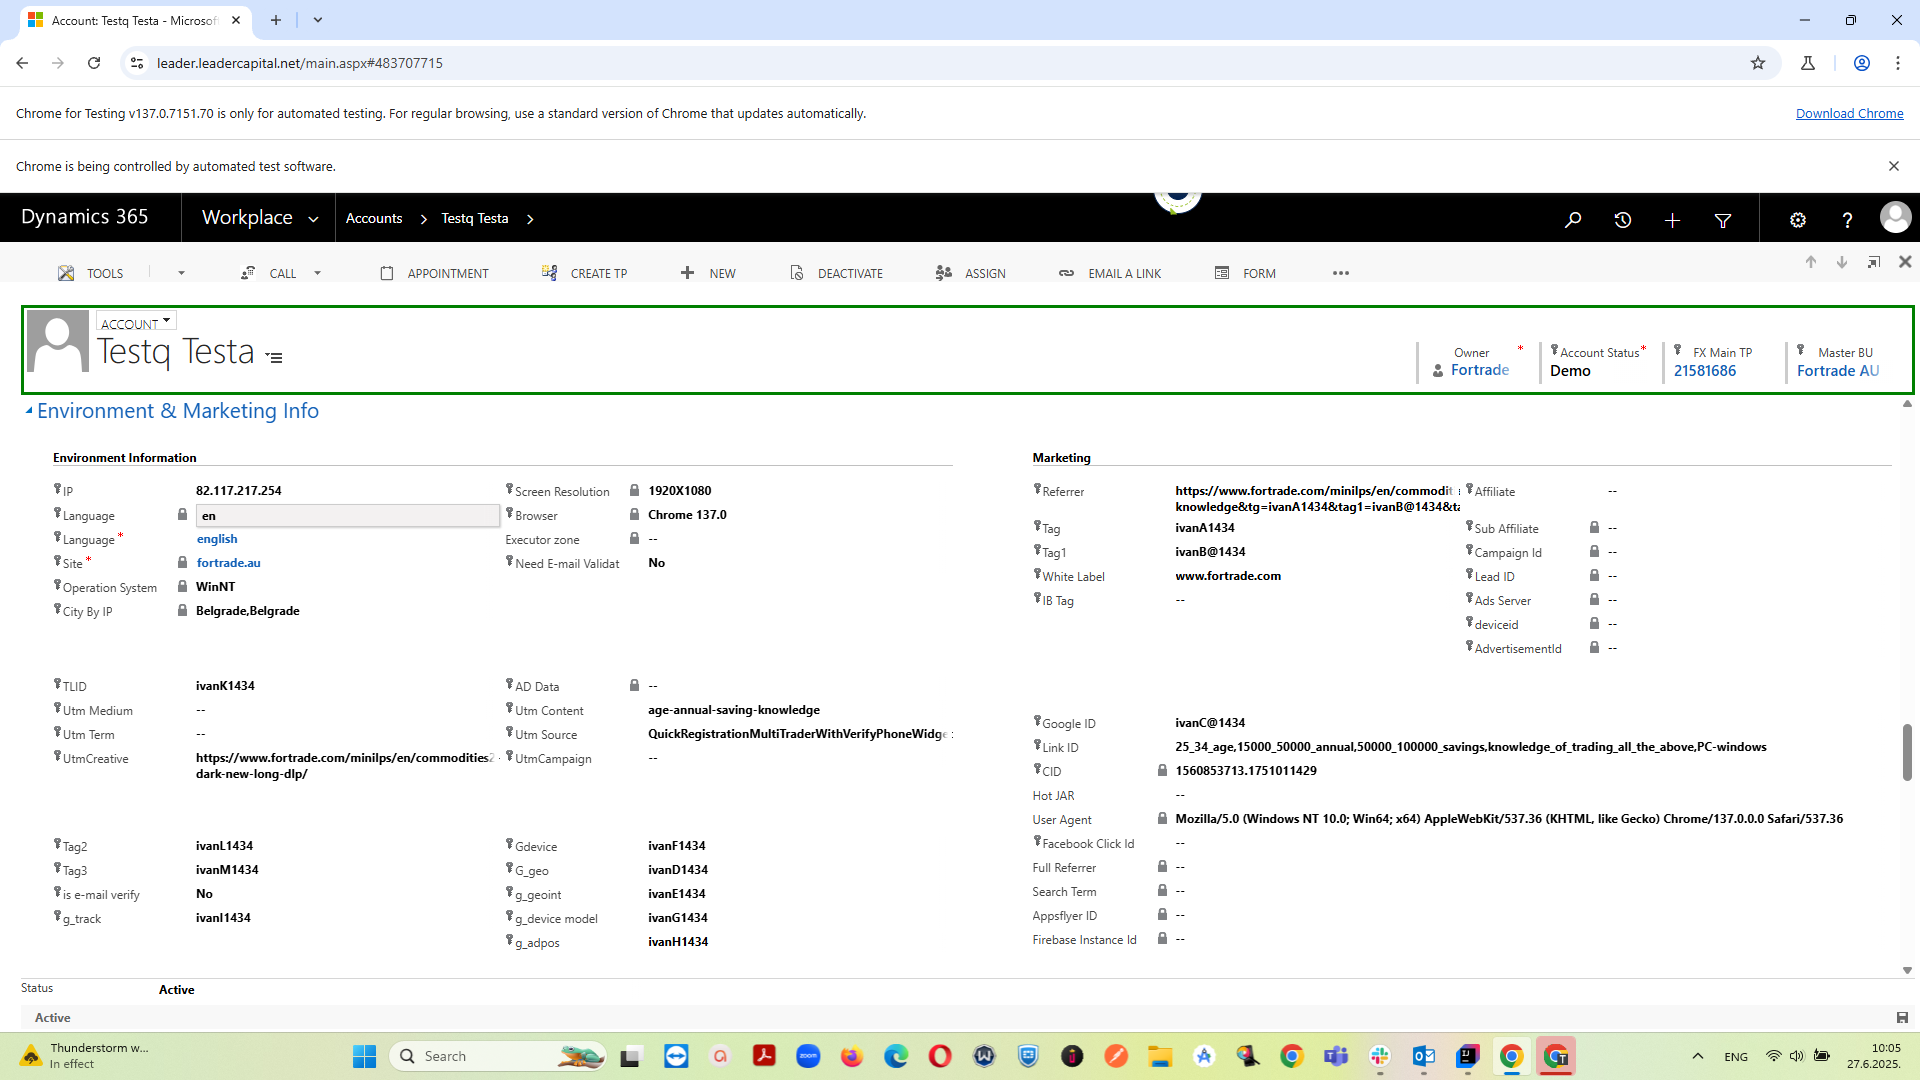 Account: Testq Testa - Microsof
leader.leadercapital.net/main.aspx#483707715
Chrome for Testing v137.0.7151.70 is only for automated testing. For regular browsing, use a standard version of Chrome that updates automatically.
Download Chrome
Chrome is being controlled by automated test software.
Dynamics 365
Workplace
Accounts
Testq Testa
TOOLS
CALL
APPOINTMENT
CREATE TP
NEW
DEACTIVATE
ASSIGN
EMAIL A LINK
FORM
ACCOUNT
Testq Testa
Owner *
Fortrade
Account Status *
Demo
FX Main TP
21581686
Master BU
Fortrade AU
Environment & Marketing Info
Environment Information
IP 82.117.217.254
Language en
Language * english
Site * fortrade.au
Operation System WinNT
City By IP Belgrade,Belgrade
Screen Resolution 1920X1080
Browser Chrome 137.0
Executor zone --
Need E-mail Validat No
TLID ivanK1434
Utm Medium --
Utm Term --
UtmCreative https://www.fortrade.com/minilps/en/commodities2
dark-new-long-dlp/
AD Data --
Utm Content age-annual-saving-knowledge
Utm Source QuickRegistrationMultiTraderWithVerifyPhoneWidge
UtmCampaign --
Tag2 ivanL1434
Tag3 ivanM1434
is e-mail verify No
g_track ivanI1434
Gdevice ivanF1434
G_geo ivanD1434
g_geoint ivanE1434
g_device model ivanG1434
g_adpos ivanH1434
Marketing
Referrer https://www.fortrade.com/minilps/en/commodit
knowledge&tg=ivanA1434&tag1=ivanB@1434&ta
Tag ivanA1434
Tag1 ivanB@1434
White Label www.fortrade.com
IB Tag --
Affiliate --
Sub Affiliate --
Campaign Id --
Lead ID --
Ads Server --
deviceid --
AdvertisementId --
Google ID ivanC@1434
Link ID 25_34_age,15000_50000_annual,50000_100000_savings,knowledge_of_trading_all_the_above,PC-windows
CID 1560853713.1751011429
Hot JAR --
User Agent Mozilla/5.0 (Windows NT 10.0; Win64; x64) AppleWebKit/537.36 (KHTML, like Gecko) Chrome/137.0.0.0 Safari/537.36
Facebook Click Id --
Full Referrer --
Search Term --
Appsflyer ID --
Firebase Instance Id --
Status Active
Active
Thunderstorm w...
In effect
Search
zoom
ENG
10:05
27.6.2025.